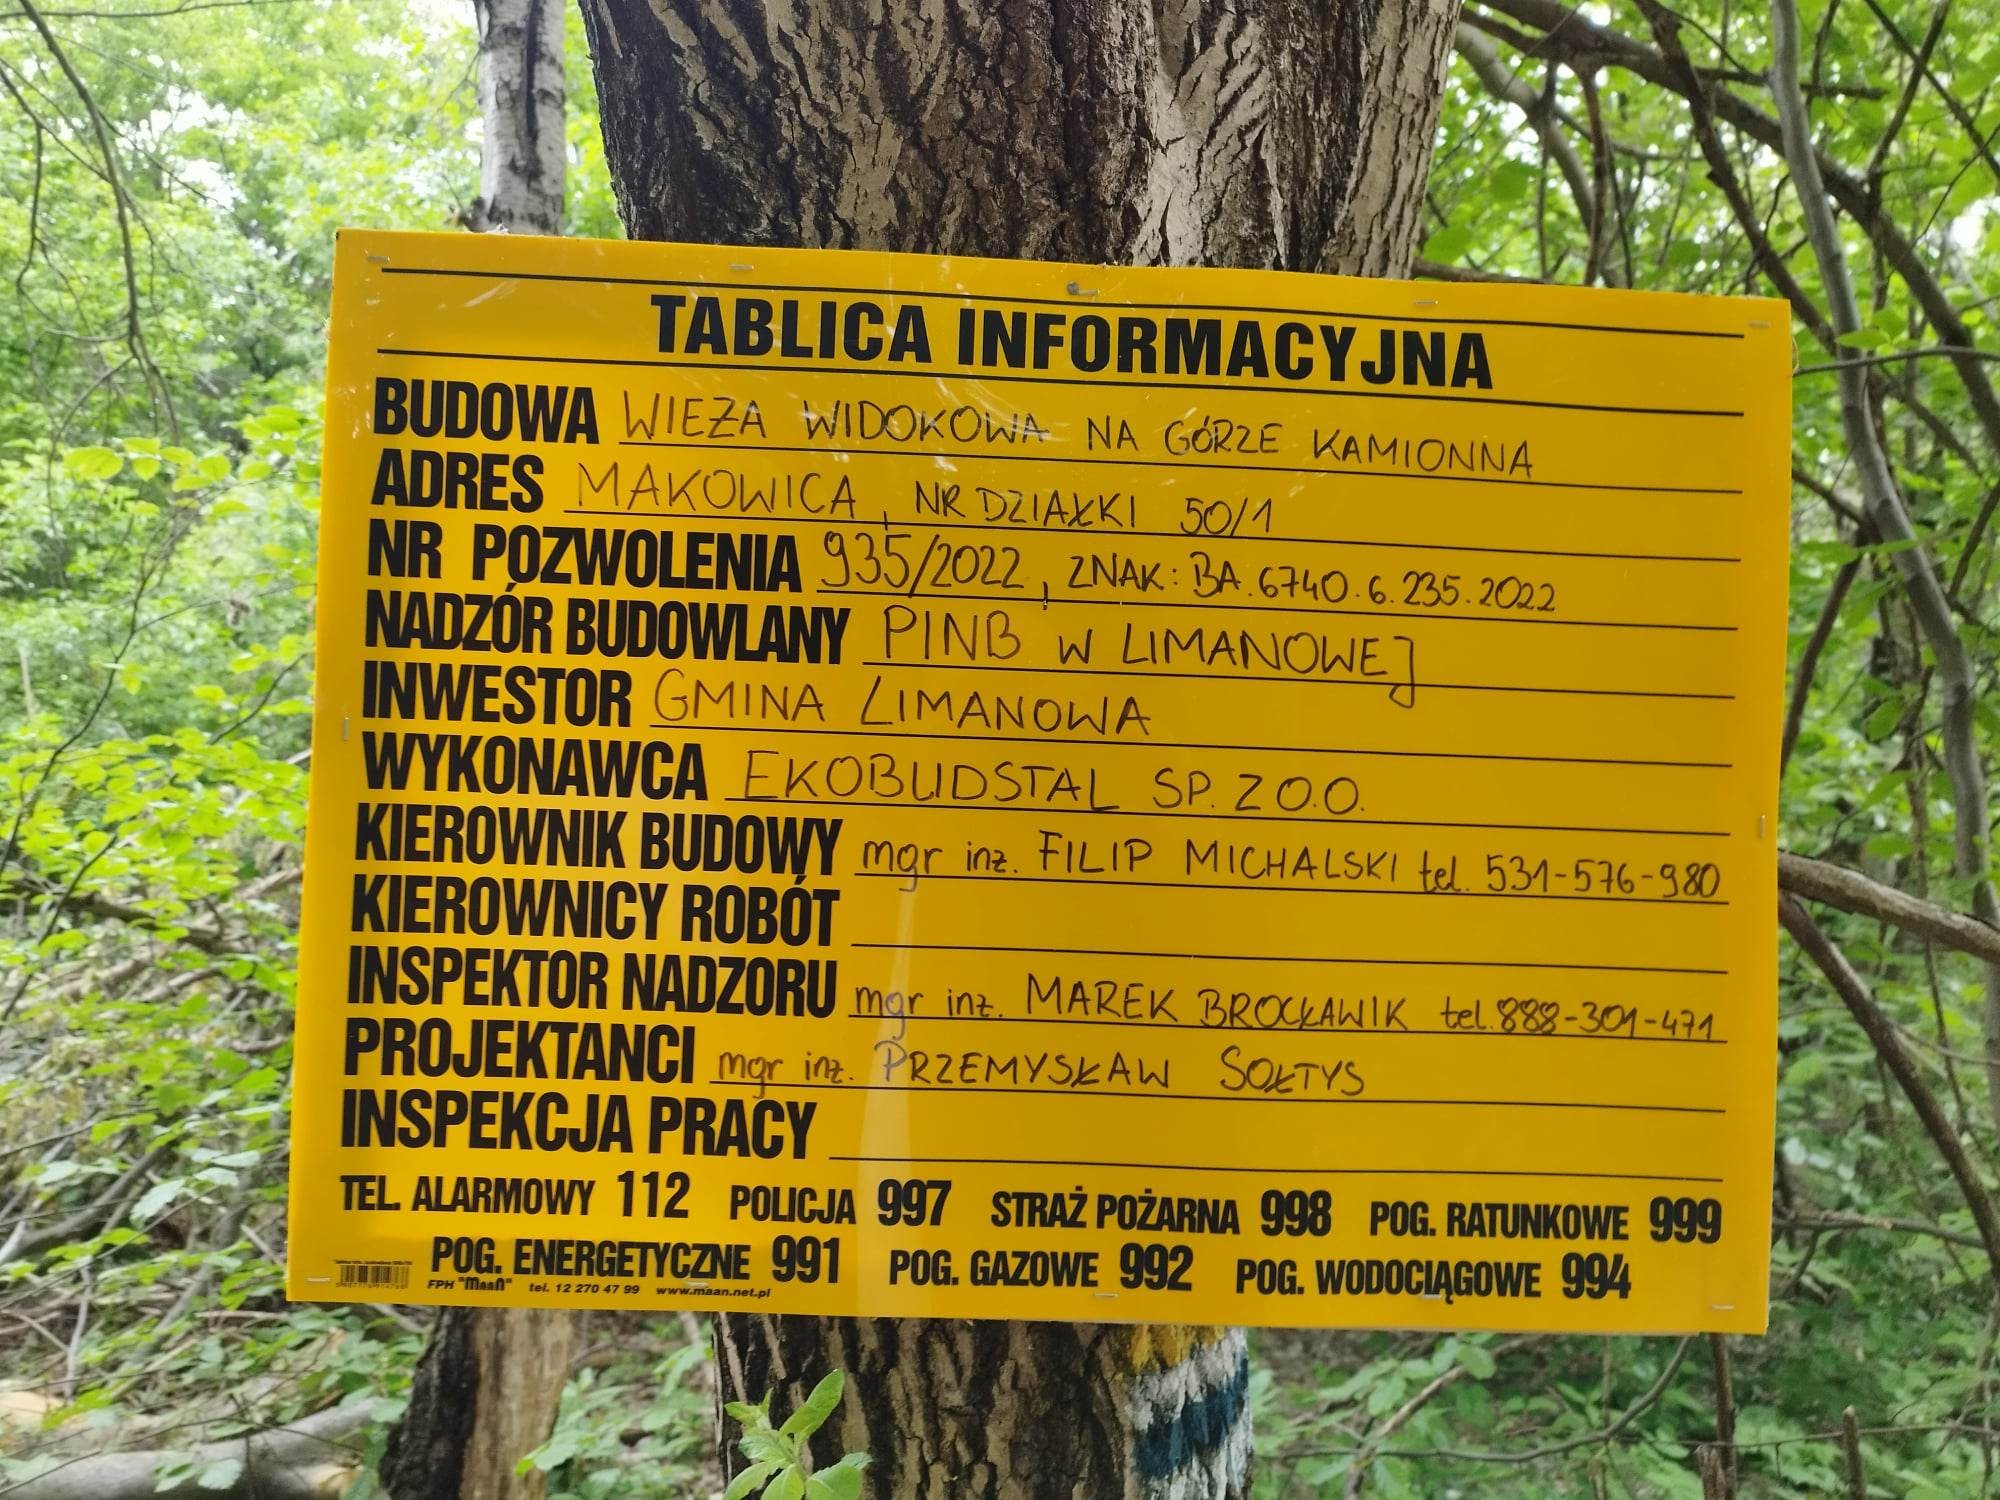 TABLICA INFORMACYJNA
BUDOWA WIEŻA WIDOKOWA NA GÓRZE KAMIONNA
ADRES MAKOWICA, NR DZIAŁKI 50/1
NR POZWOLENIA 935/2022, ZNAK: BA.6740.6.235.2022
NADZÓR BUDOWLANY PINB W LIMANOWEJ
INWESTOR GMINA LIMANOWA
WYKONAWCA EKOBUDSTAL SP. Z O.O.
KIEROWNIK BUDOWY mgr inż. FILIP MICHALSKI tel. 531-576-980
KIEROWNICY ROBÓT
INSPEKTOR NADZORU mgr inż. MAREK BROCŁAWIK tel. 888-301-471
PROJEKTANCI mgr inż. PRZEMYSŁAW SOŁTYS
INSPEKCJA PRACY
TEL. ALARMOWY 112 POLICJA 997 STRAŻ POŻARNA 998 POG. RATUNKOWE 999
POG. ENERGETYCZNE 991 POG. GAZOWE 992 POG. WODOCIĄGOWE 994
FPH "MaaN" tel. 12 270 47 99 www.maan.net.pl